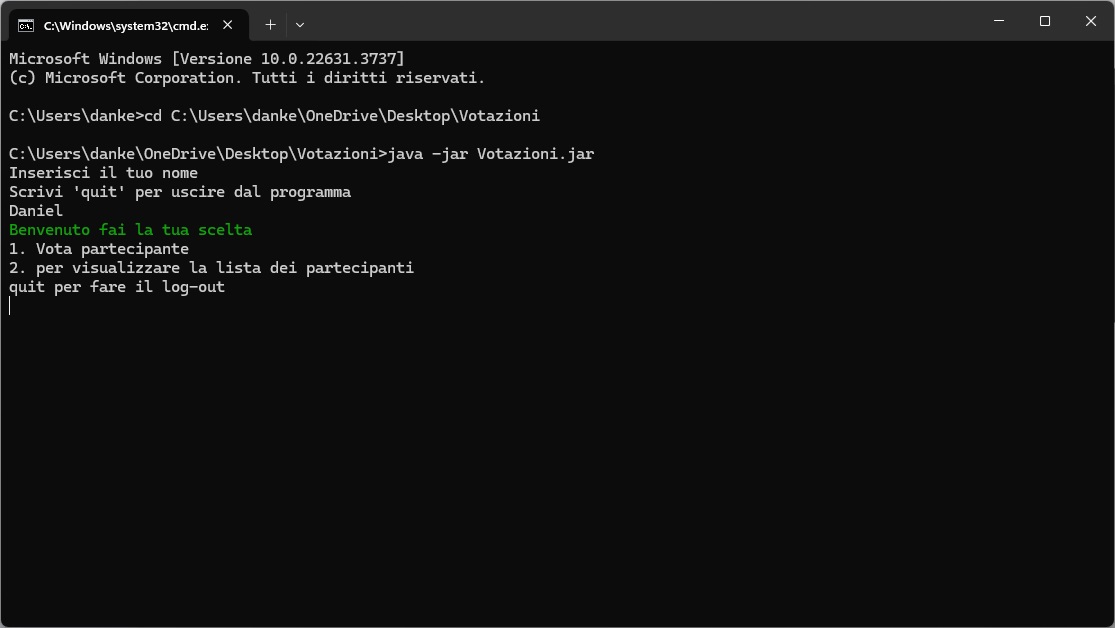 C:\Windows\system32\cmd.e
Microsoft Windows [Versione 10.0.22631.3737]
(c) Microsoft Corporation. Tutti i diritti riservati.
C:\Users\danke>cd C:\Users\danke\OneDrive\Desktop\Votazioni
C:\Users\danke\OneDrive\Desktop\Votazioni>java -jar Votazioni.jar
Inserisci il tuo nome
Scrivi 'quit' per uscire dal programma
Daniel
Benvenuto fai la tua scelta
1. Vota partecipante
2. per visualizzare la lista dei partecipanti
quit per fare il log-out